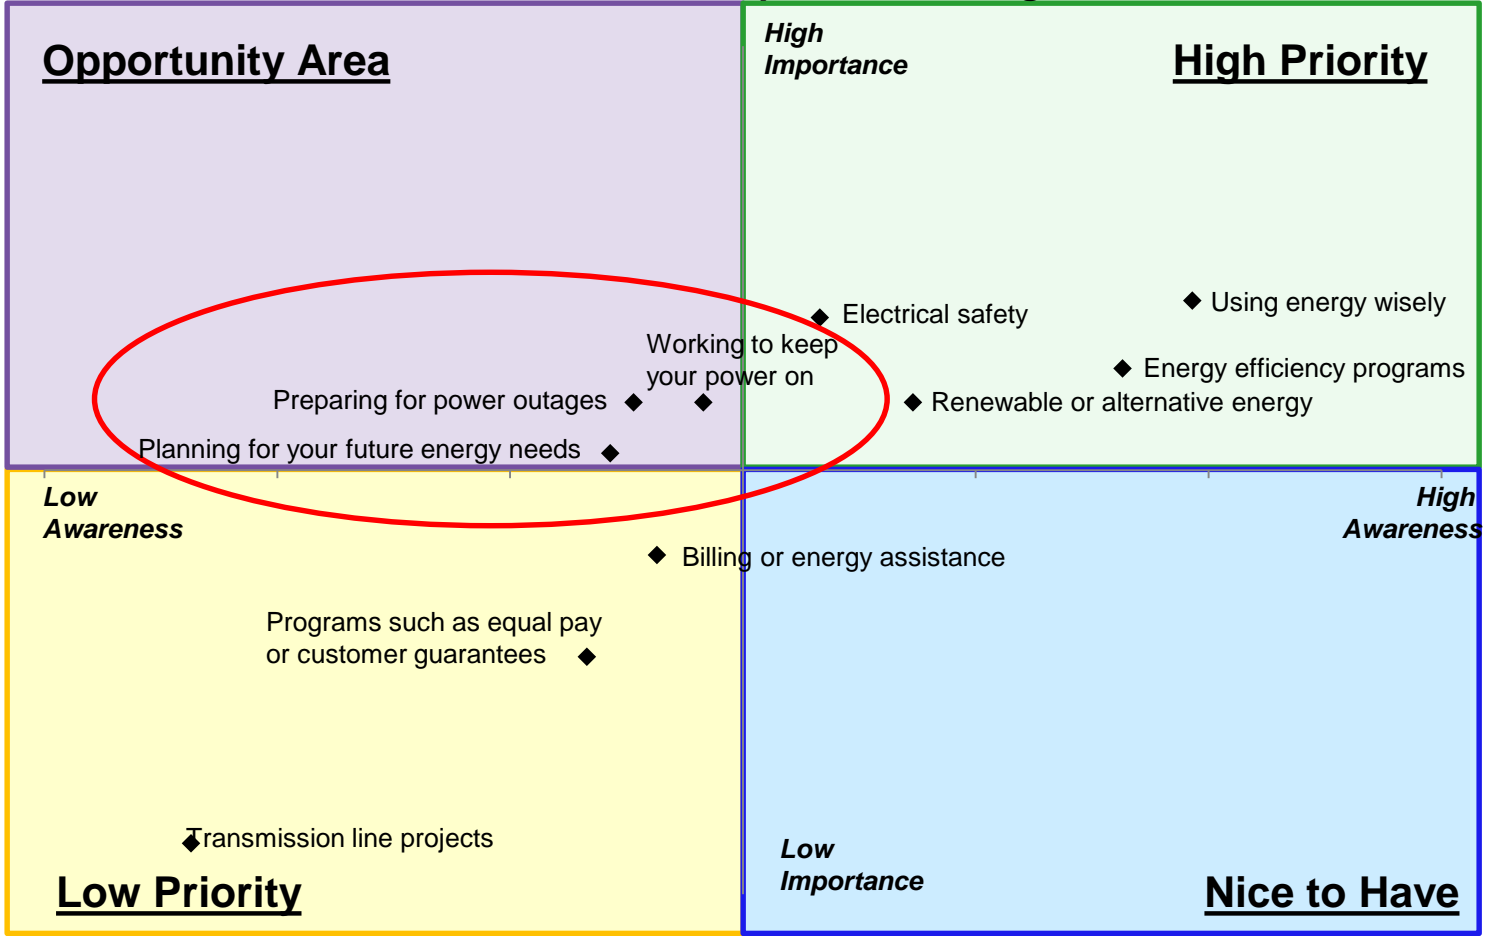 Opportunity Area
High
Importance
High Priority
Electrical safety
Using energy wisely
Working to keep
your power on
Energy efficiency programs
Preparing for power outages
Renewable or alternative energy
Planning for your future energy needs
Low
Awareness
High
Awareness
Billing or energy assistance
Programs such as equal pay
or customer guarantees
Transmission line projects
Low
Importance
Low Priority
Nice to Have